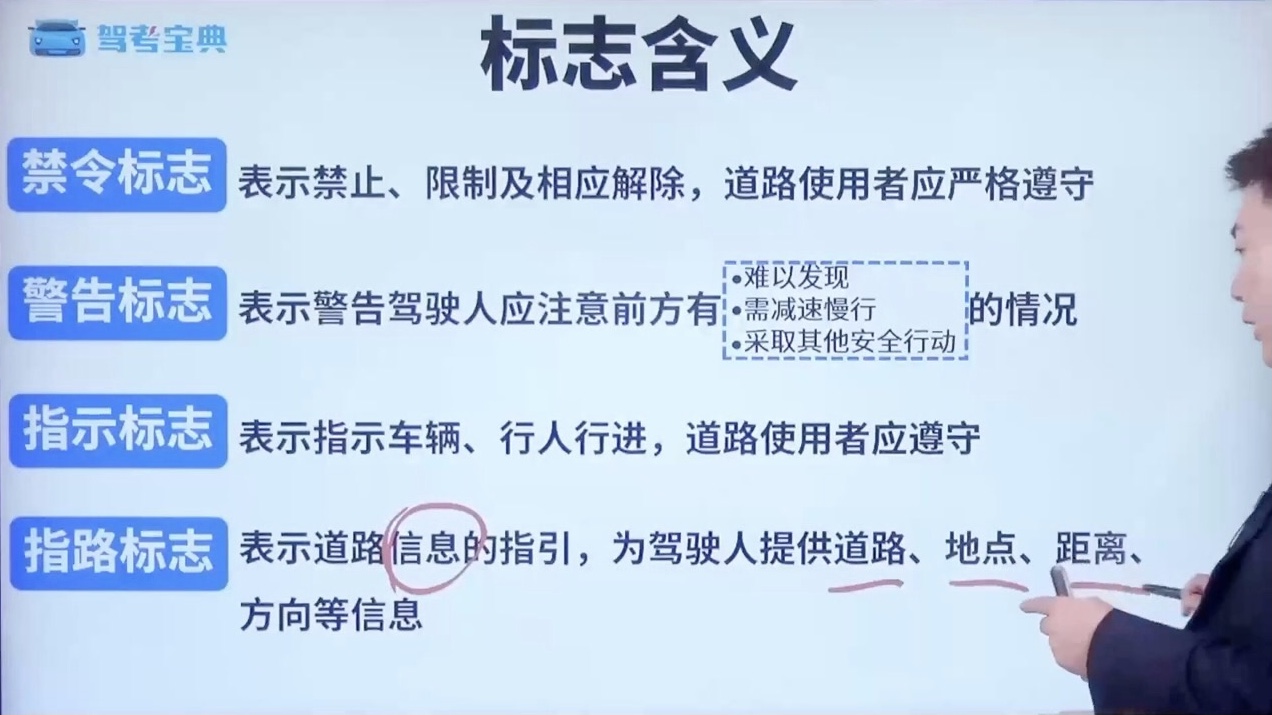 驾考宝典
标志含义
禁令标志
表示禁止、限制及相应解除，道路使用者应严格遵守
警告标志
表示警告驾驶人应注意前方有
•难以发现
•需减速慢行
•采取其他安全行动
的情况
指示标志
表示指示车辆、行人行进，道路使用者应遵守
指路标志
表示道路信息的指引，为驾驶人提供道路、地点、距离、
方向等信息